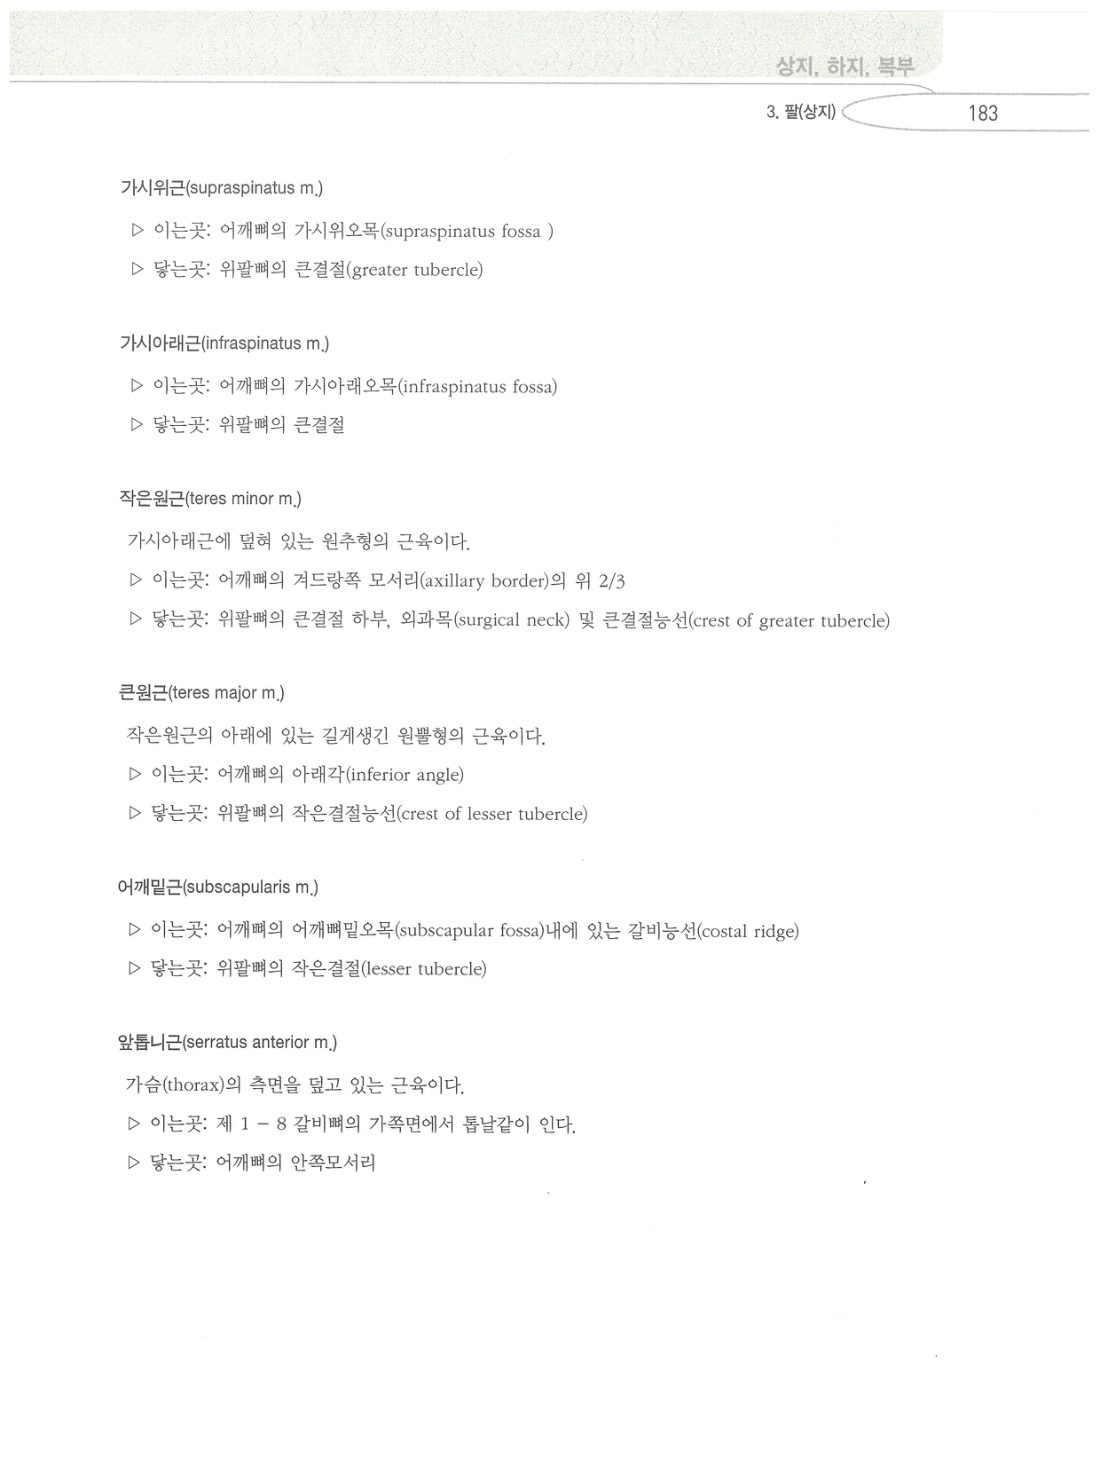 상지, 하지, 복부
3. 팔(상지) 183
가시위근(supraspinatus m.)
▷ 이는곳: 어깨뼈의 가시위오목(supraspinatus fossa )
▷ 닿는곳: 위팔뼈의 큰결절(greater tubercle)
가시아래근(infraspinatus m.)
▷ 이는곳: 어깨뼈의 가시아래오목(infraspinatus fossa)
▷ 닿는곳: 위팔뼈의 큰결절
작은원근(teres minor m.)
가시아래근에 덮혀 있는 원추형의 근육이다.
▷ 이는곳: 어깨뼈의 겨드랑쪽 모서리(axillary border)의 위 2/3
▷ 닿는곳: 위팔뼈의 큰결절 하부, 외과목(surgical neck) 및 큰결절능선(crest of greater tubercle)
큰원근(teres major m.)
작은원근의 아래에 있는 길게생긴 원뿔형의 근육이다.
▷ 이는곳: 어깨뼈의 아래각(inferior angle)
▷ 닿는곳: 위팔뼈의 작은결절능선(crest of lesser tubercle)
어깨밑근(subscapularis m.)
▷ 이는곳: 어깨뼈의 어깨뼈밑오목(subscapular fossa)내에 있는 갈비능선(costal ridge)
▷ 닿는곳: 위팔뼈의 작은결절(lesser tubercle)
앞톱니근(serratus anterior m.)
가슴(thorax)의 측면을 덮고 있는 근육이다.
▷ 이는곳: 제 1 - 8 갈비뼈의 가쪽면에서 톱날같이 인다.
▷ 닿는곳: 어깨뼈의 안쪽모서리